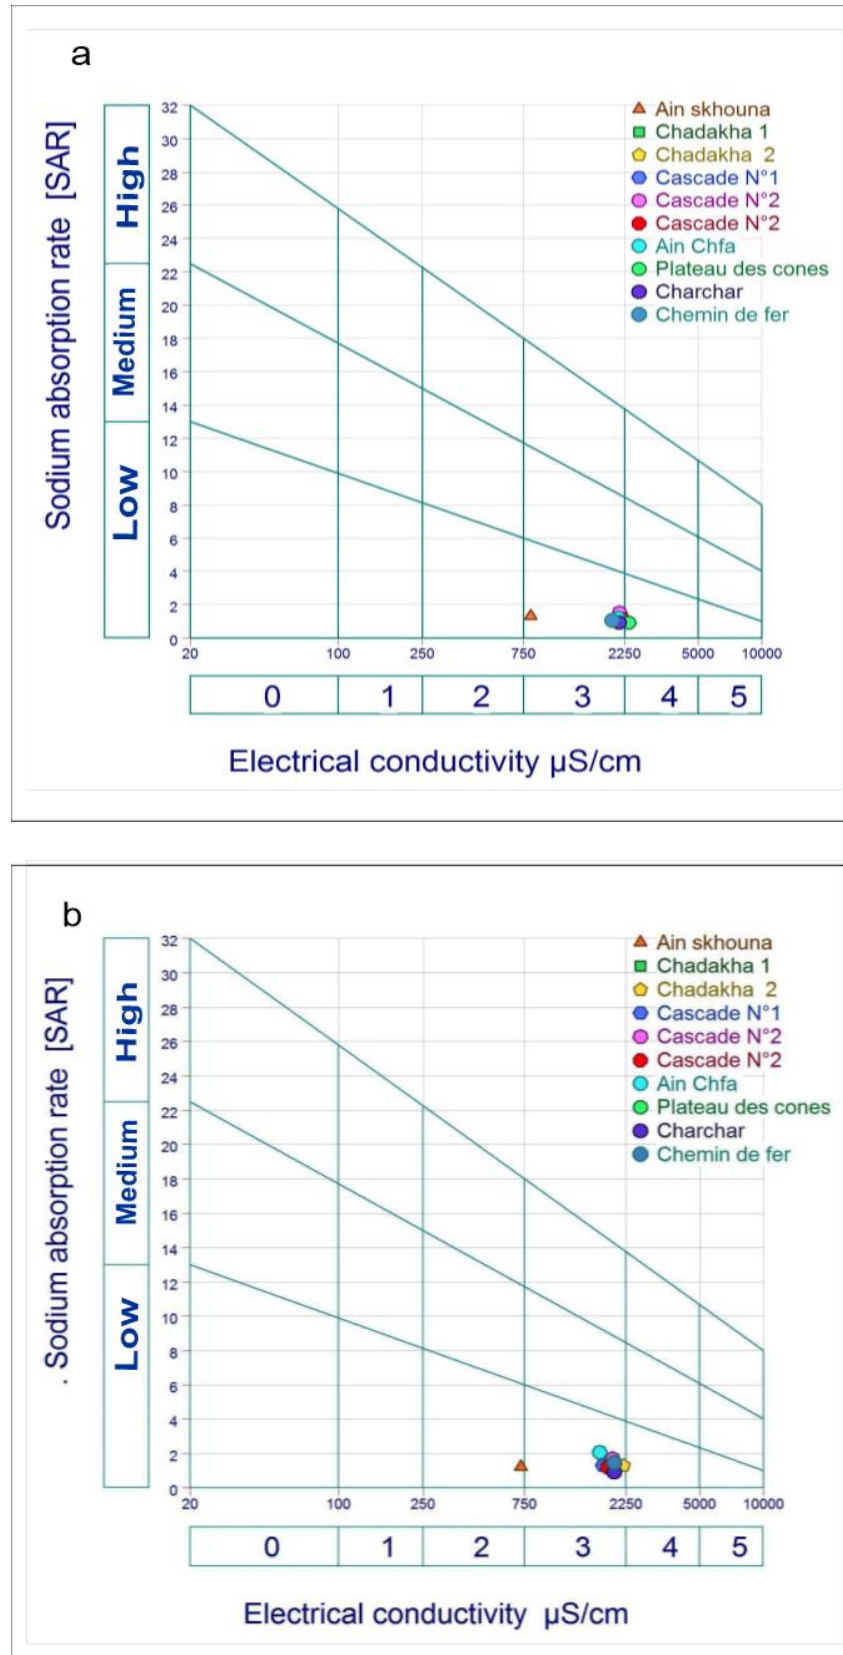 a
Sodium absorption rate [SAR]
High
Medium
Low
32
30
28
26
24
22
20
18
16
14
12
10
8
6
4
2
0
Ain skhouna
Chadakha 1
Chadakha 2
Cascade N°1
Cascade N°2
Cascade N°2
Ain Chfa
Plateau des cones
Charchar
Chemin de fer
20 100 250 750 2250 5000 10000
0 1 2 3 4 5
Electrical conductivity µS/cm
b
. Sodium absorption rate [SAR]
High
Medium
Low
32
30
28
26
24
22
20
18
16
14
12
10
8
6
4
2
0
Ain skhouna
Chadakha 1
Chadakha 2
Cascade N°1
Cascade N°2
Cascade N°2
Ain Chfa
Plateau des cones
Charchar
Chemin de fer
20 100 250 750 2250 5000 10000
0 1 2 3 4 5
Electrical conductivity µS/cm